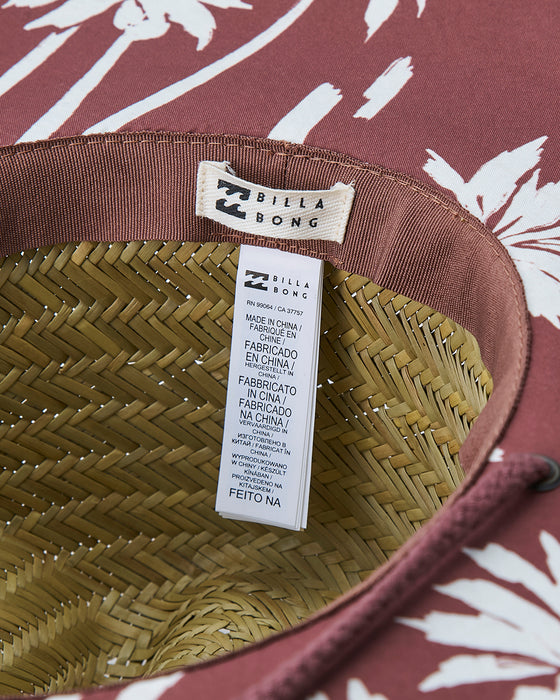 BILLA
BONG
BILLA
BONG
RN 99064 / CA 37757
MADE IN CHINA /
FABRIQUÉ EN
CHINE /
FABRICADO
EN CHINA /
HERGESTELLT IN
CHINA /
FABBRICATO
IN CINA /
FABRICADO
NA CHINA /
VERVAARDIGD IN
CHINA /
ИЗГОТОВЛЕНО В
КИТАЙ / FABRICAT ÎN
CHINA /
WYPRODUKOWANO
W CHINY / KÉSZÜLT
KÍNÁBAN /
PROIZVEDENO NA
KITAJSKEM /
FEITO NA